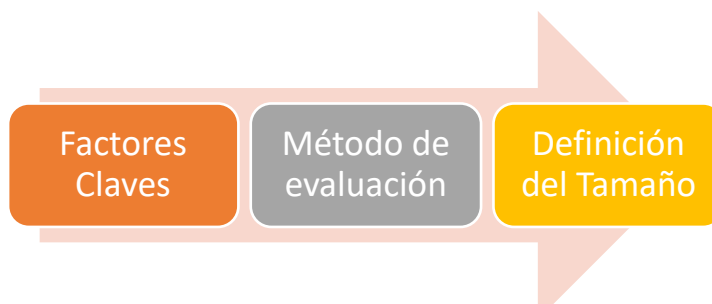 Factores
Claves
Método de
evaluación
Definición
del Tamaño